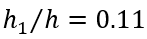 h₁/h = 0.11